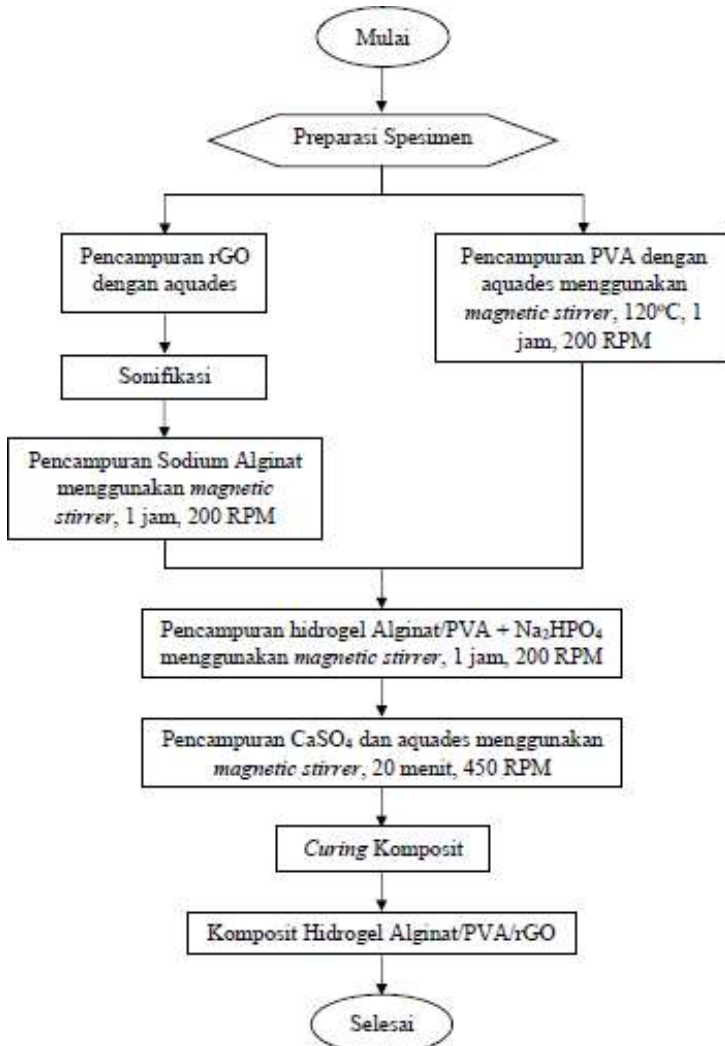 Mulai
Preparasi Spesimen
Pencampuran rGO
dengan aquades
Sonifikasi
Pencampuran Sodium Alginat
menggunakan magnetic
stirrer, 1 jam, 200 RPM
Pencampuran PVA dengan
aquades menggunakan
magnetic stirrer, 120°C, 1
jam, 200 RPM
Pencampuran hidrogel Alginat/PVA + Na₂HPO₄
menggunakan magnetic stirrer, 1 jam, 200 RPM
Pencampuran CaSO₄ dan aquades menggunakan
magnetic stirrer, 20 menit, 450 RPM
Curing Komposit
Komposit Hidrogel Alginat/PVA/rGO
Selesai